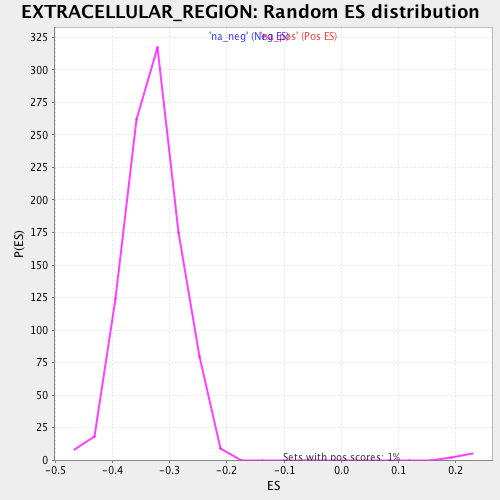 EXTRACELLULAR_REGION: Random ES distribution
'na_neg' (Neg ES)
'na_pos' (Pos ES)
325
300
275
250
225
200
175
150
125
100
75
50
25
0
P(ES)
Sets with pos scores: 1%
-0.5 -0.4 -0.3 -0.2 -0.1 0.0 0.1 0.2
ES